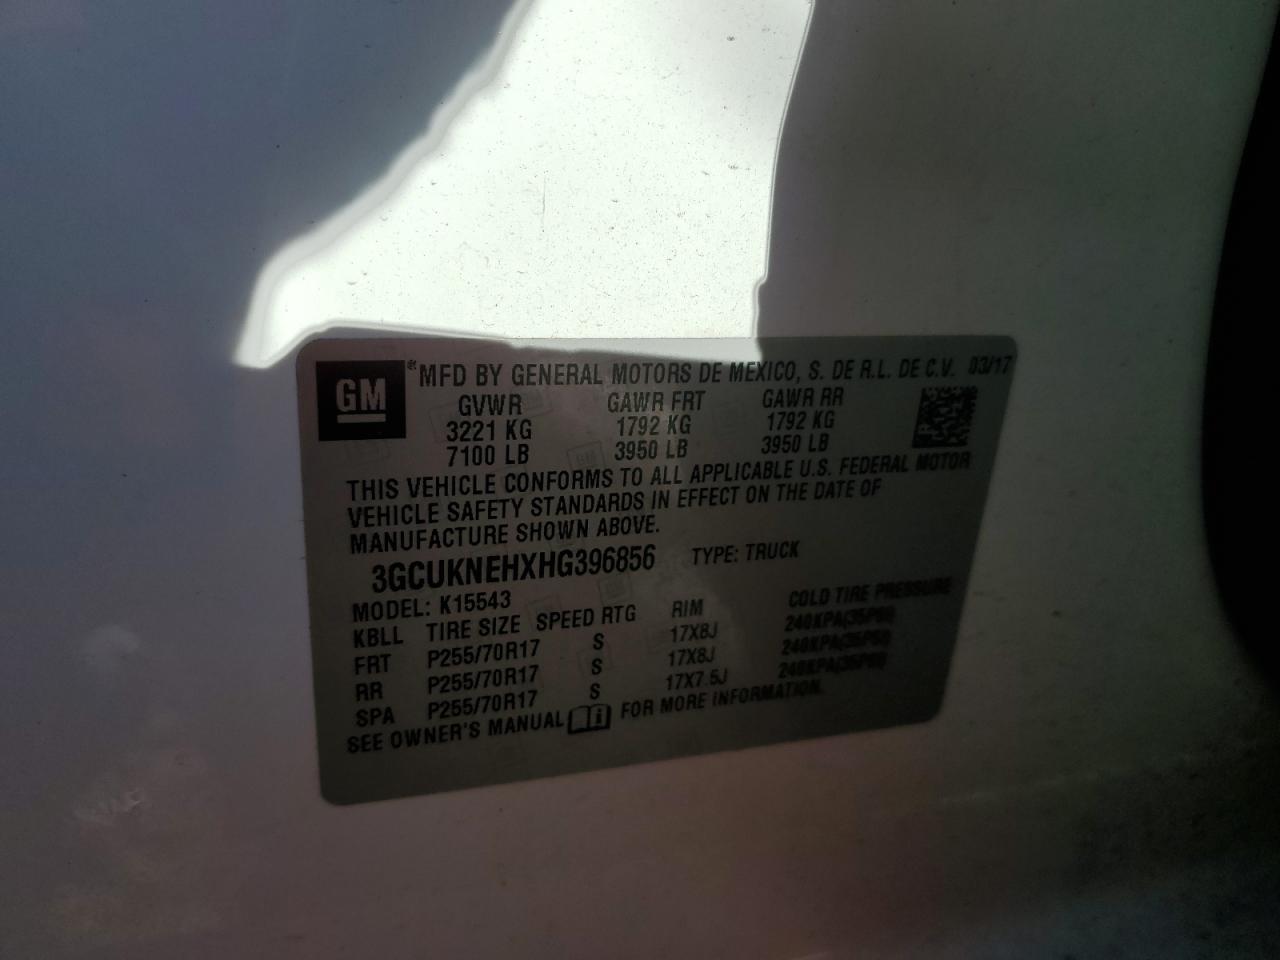 GM
® MFD BY GENERAL MOTORS DE MEXICO, S. DE R.L. DE C.V. 03/17
GVWR GAWR FRT GAWR RR
3221 KG 1792 KG 1792 KG
7100 LB 3950 LB 3950 LB
THIS VEHICLE CONFORMS TO ALL APPLICABLE U.S. FEDERAL MOTOR
VEHICLE SAFETY STANDARDS IN EFFECT ON THE DATE OF
MANUFACTURE SHOWN ABOVE.
3GCUKNEHXHG396856 TYPE: TRUCK
MODEL: K15543
KBLL TIRE SIZE SPEED RTG RIM COLD TIRE PRESSURE
FRT P255/70R17 S 17X8J 240KPA(35PSI)
RR P255/70R17 S 17X8J 240KPA(35PSI)
SPA P255/70R17 S 17X7.5J 240KPA(35PSI)
SEE OWNER'S MANUAL FOR MORE INFORMATION.